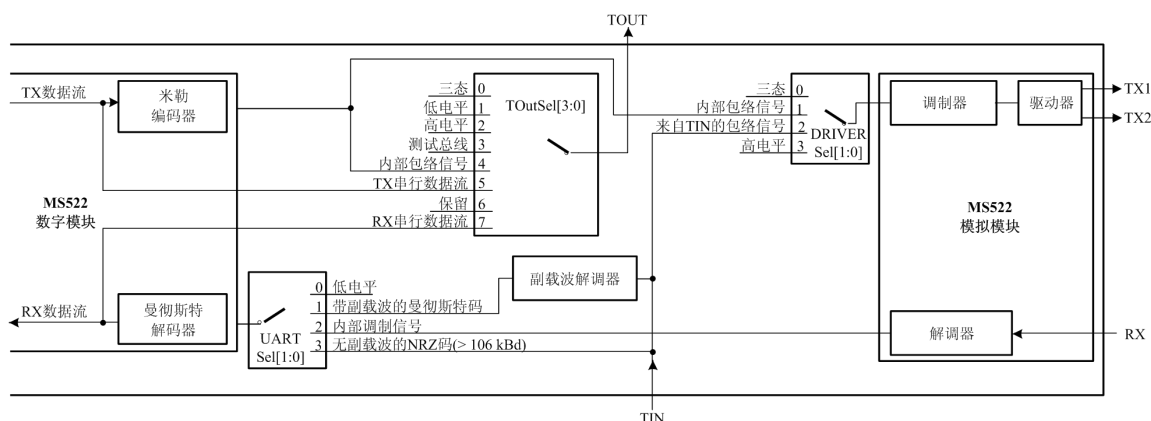 TOUT
TX数据流
米勒
编码器
MS522
数字模块
RX数据流
曼彻斯特
解码器
三态 0
低电平 1
高电平 2
测试总线 3
内部包络信号 4
TX串行数据流 5
保留 6
RX串行数据流 7
TOutSel[3:0]
三态 0
内部包络信号 1
来自TIN的包络信号 2
高电平 3
DRIVER
Sel[1:0]
调制器
驱动器
TX1
TX2
MS522
模拟模块
副载波解调器
0 低电平
1 带副载波的曼彻斯特码
2 内部调制信号
3 无副载波的NRZ码(> 106 kBd)
UART
Sel[1:0]
解调器
RX
TIN